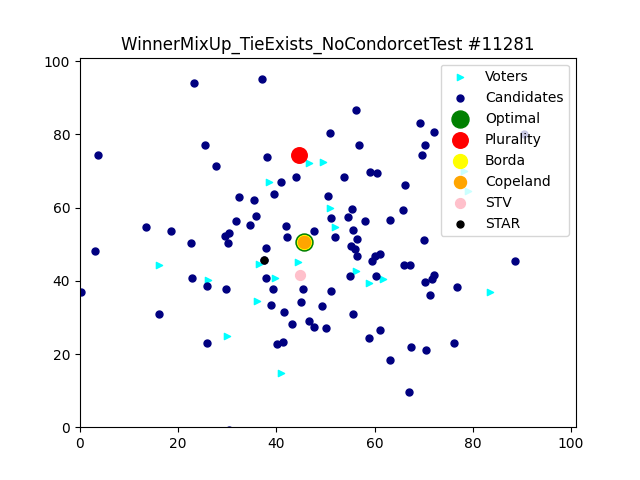 WinnerMixUp_TieExists_NoCondorcetTest #11281
100
80
60
40
20
0
0
20
40
60
80
100
Voters
Candidates
Optimal
Plurality
Borda
Copeland
STV
STAR